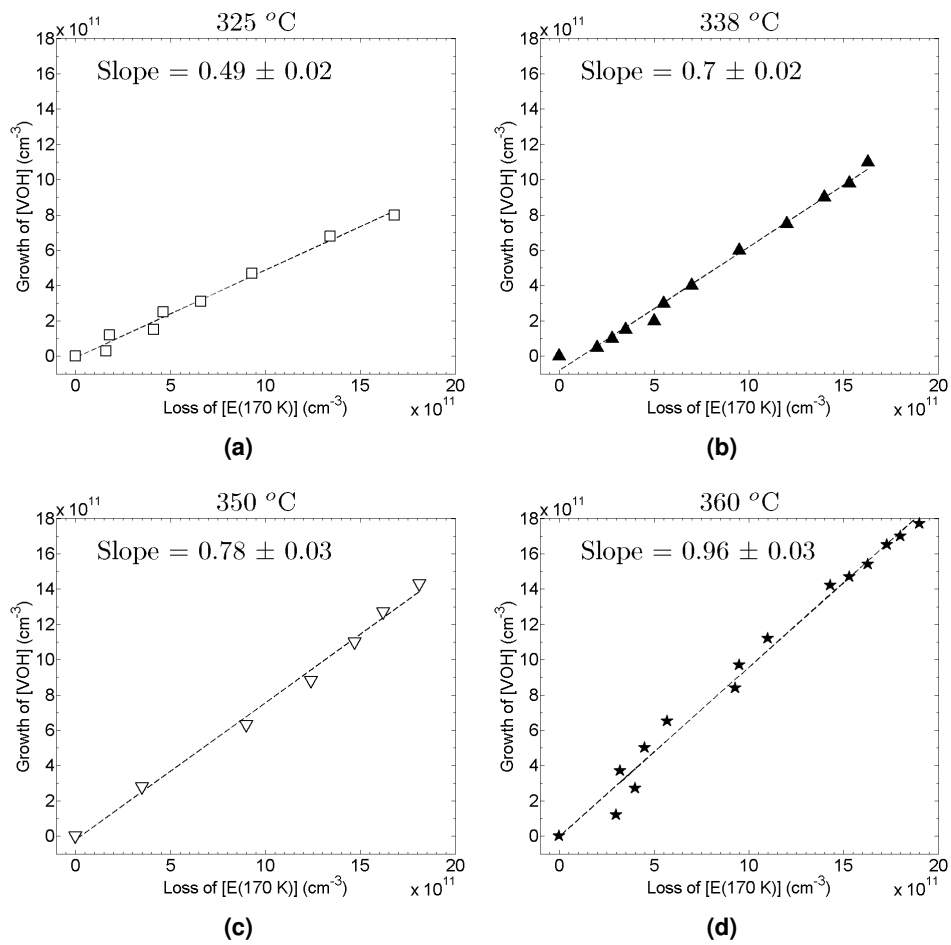 325 °C
x 10^11
Slope = 0.49 ± 0.02
18
16
14
12
10
8
6
4
2
0
Growth of [VOH] (cm^-3)
0 5 10 15 20
Loss of [E(170 K)] (cm^-3)
x 10^11
(a)
338 °C
x 10^11
Slope = 0.7 ± 0.02
18
16
14
12
10
8
6
4
2
0
Growth of [VOH] (cm^-3)
0 5 10 15 20
Loss of [E(170 K)] (cm^-3)
x 10^11
(b)
350 °C
x 10^11
Slope = 0.78 ± 0.03
18
16
14
12
10
8
6
4
2
0
Growth of [VOH] (cm^-3)
0 5 10 15 20
Loss of [E(170 K)] (cm^-3)
x 10^11
(c)
360 °C
x 10^11
Slope = 0.96 ± 0.03
18
16
14
12
10
8
6
4
2
0
Growth of [VOH] (cm^-3)
0 5 10 15 20
Loss of [E(170 K)] (cm^-3)
x 10^11
(d)